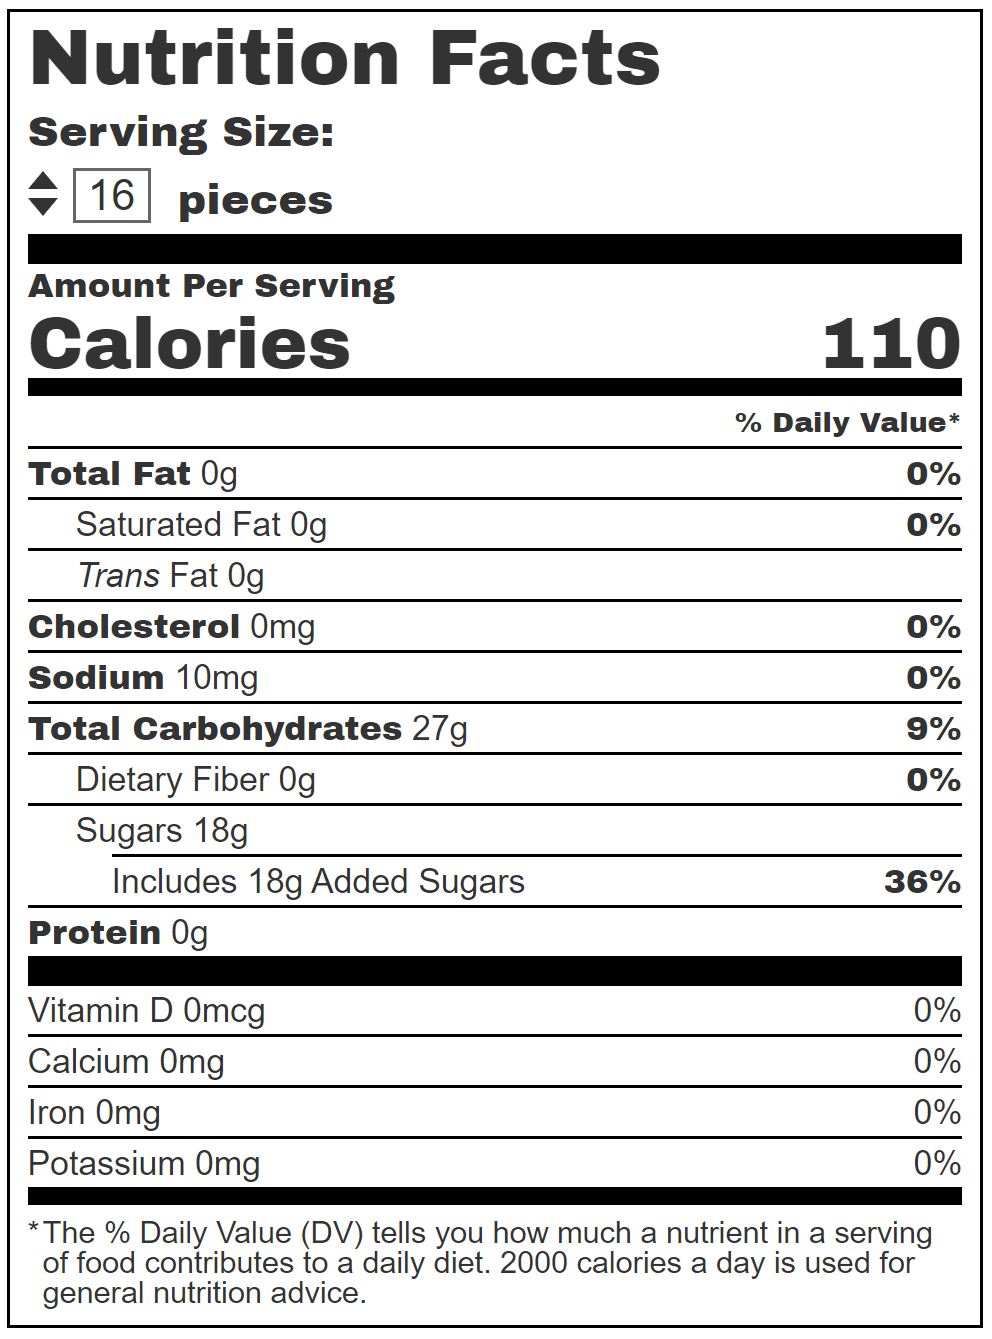 Nutrition Facts
Serving Size:
16 pieces
Amount Per Serving
Calories 110
% Daily Value*
Total Fat 0g 0%
Saturated Fat 0g 0%
Trans Fat 0g
Cholesterol 0mg 0%
Sodium 10mg 0%
Total Carbohydrates 27g 9%
Dietary Fiber 0g 0%
Sugars 18g
Includes 18g Added Sugars 36%
Protein 0g
Vitamin D 0mcg 0%
Calcium 0mg 0%
Iron 0mg 0%
Potassium 0mg 0%
*The % Daily Value (DV) tells you how much a nutrient in a serving
of food contributes to a daily diet. 2000 calories a day is used for
general nutrition advice.